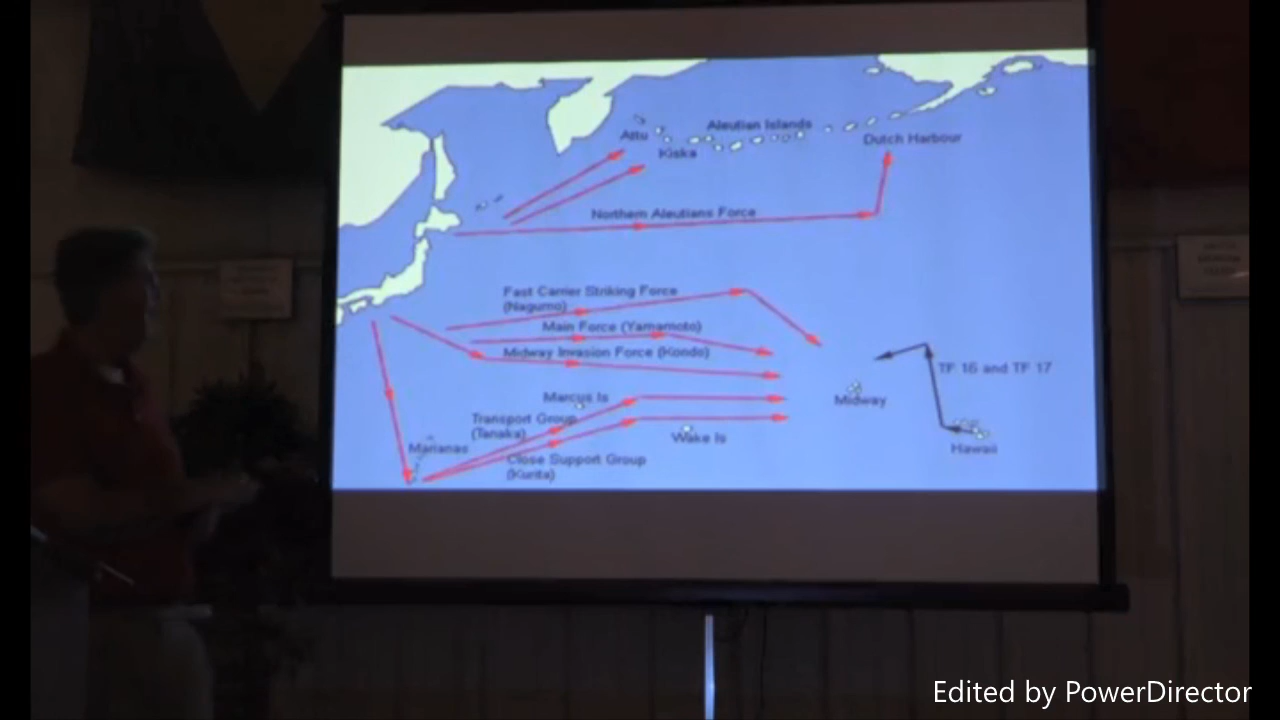 Aleutian Islands
Attu
Kiska
Dutch Harbour
Northern Aleutians Force
Fast Carrier Striking Force
(Nagumo)
Main Force (Yamamoto)
Midway Invasion Force (Kondo)
TF 16 and TF 17
Midway
Marcus Is
Transport Group
(Tanaka)
Wake Is
Marianas
Hawaii
Close Support Group
(Kurita)
Edited by PowerDirector